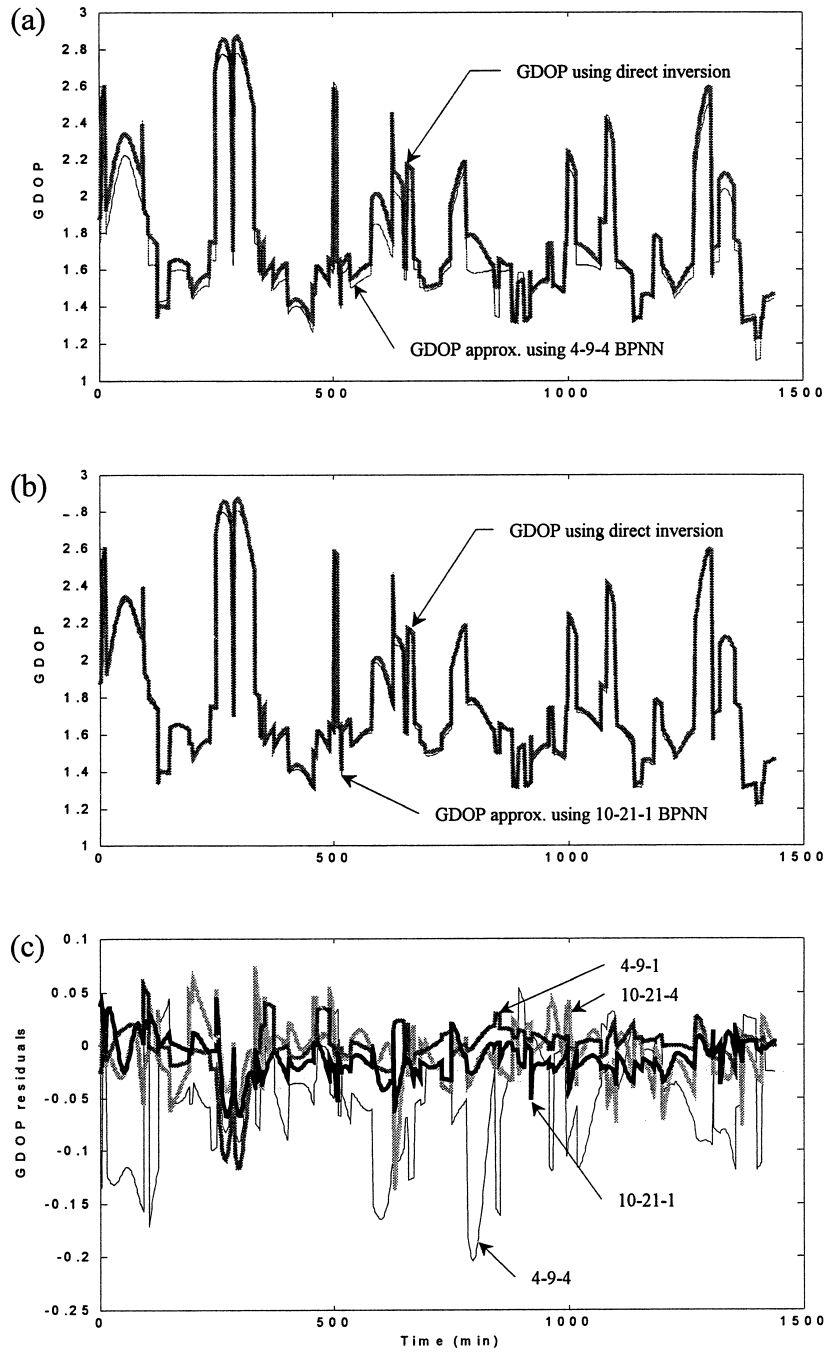 (a)
3
2.8
2.6
2.4
2.2
2
1.8
1.6
1.4
1.2
1
GDOP
GDOP using direct inversion
GDOP approx. using 4-9-4 BPNN
0 500 1000 1500
(b)
3
-.8
2.6
2.4
2.2
2
1.8
1.6
1.4
1.2
1
GDOP
GDOP using direct inversion
GDOP approx. using 10-21-1 BPNN
0 500 1000 1500
(c)
0.1
0.05
0
-0.05
-0.1
-0.15
-0.2
-0.25
GDOP residuals
4-9-1
10-21-4
10-21-1
4-9-4
0 500 1000 1500
Time (min)